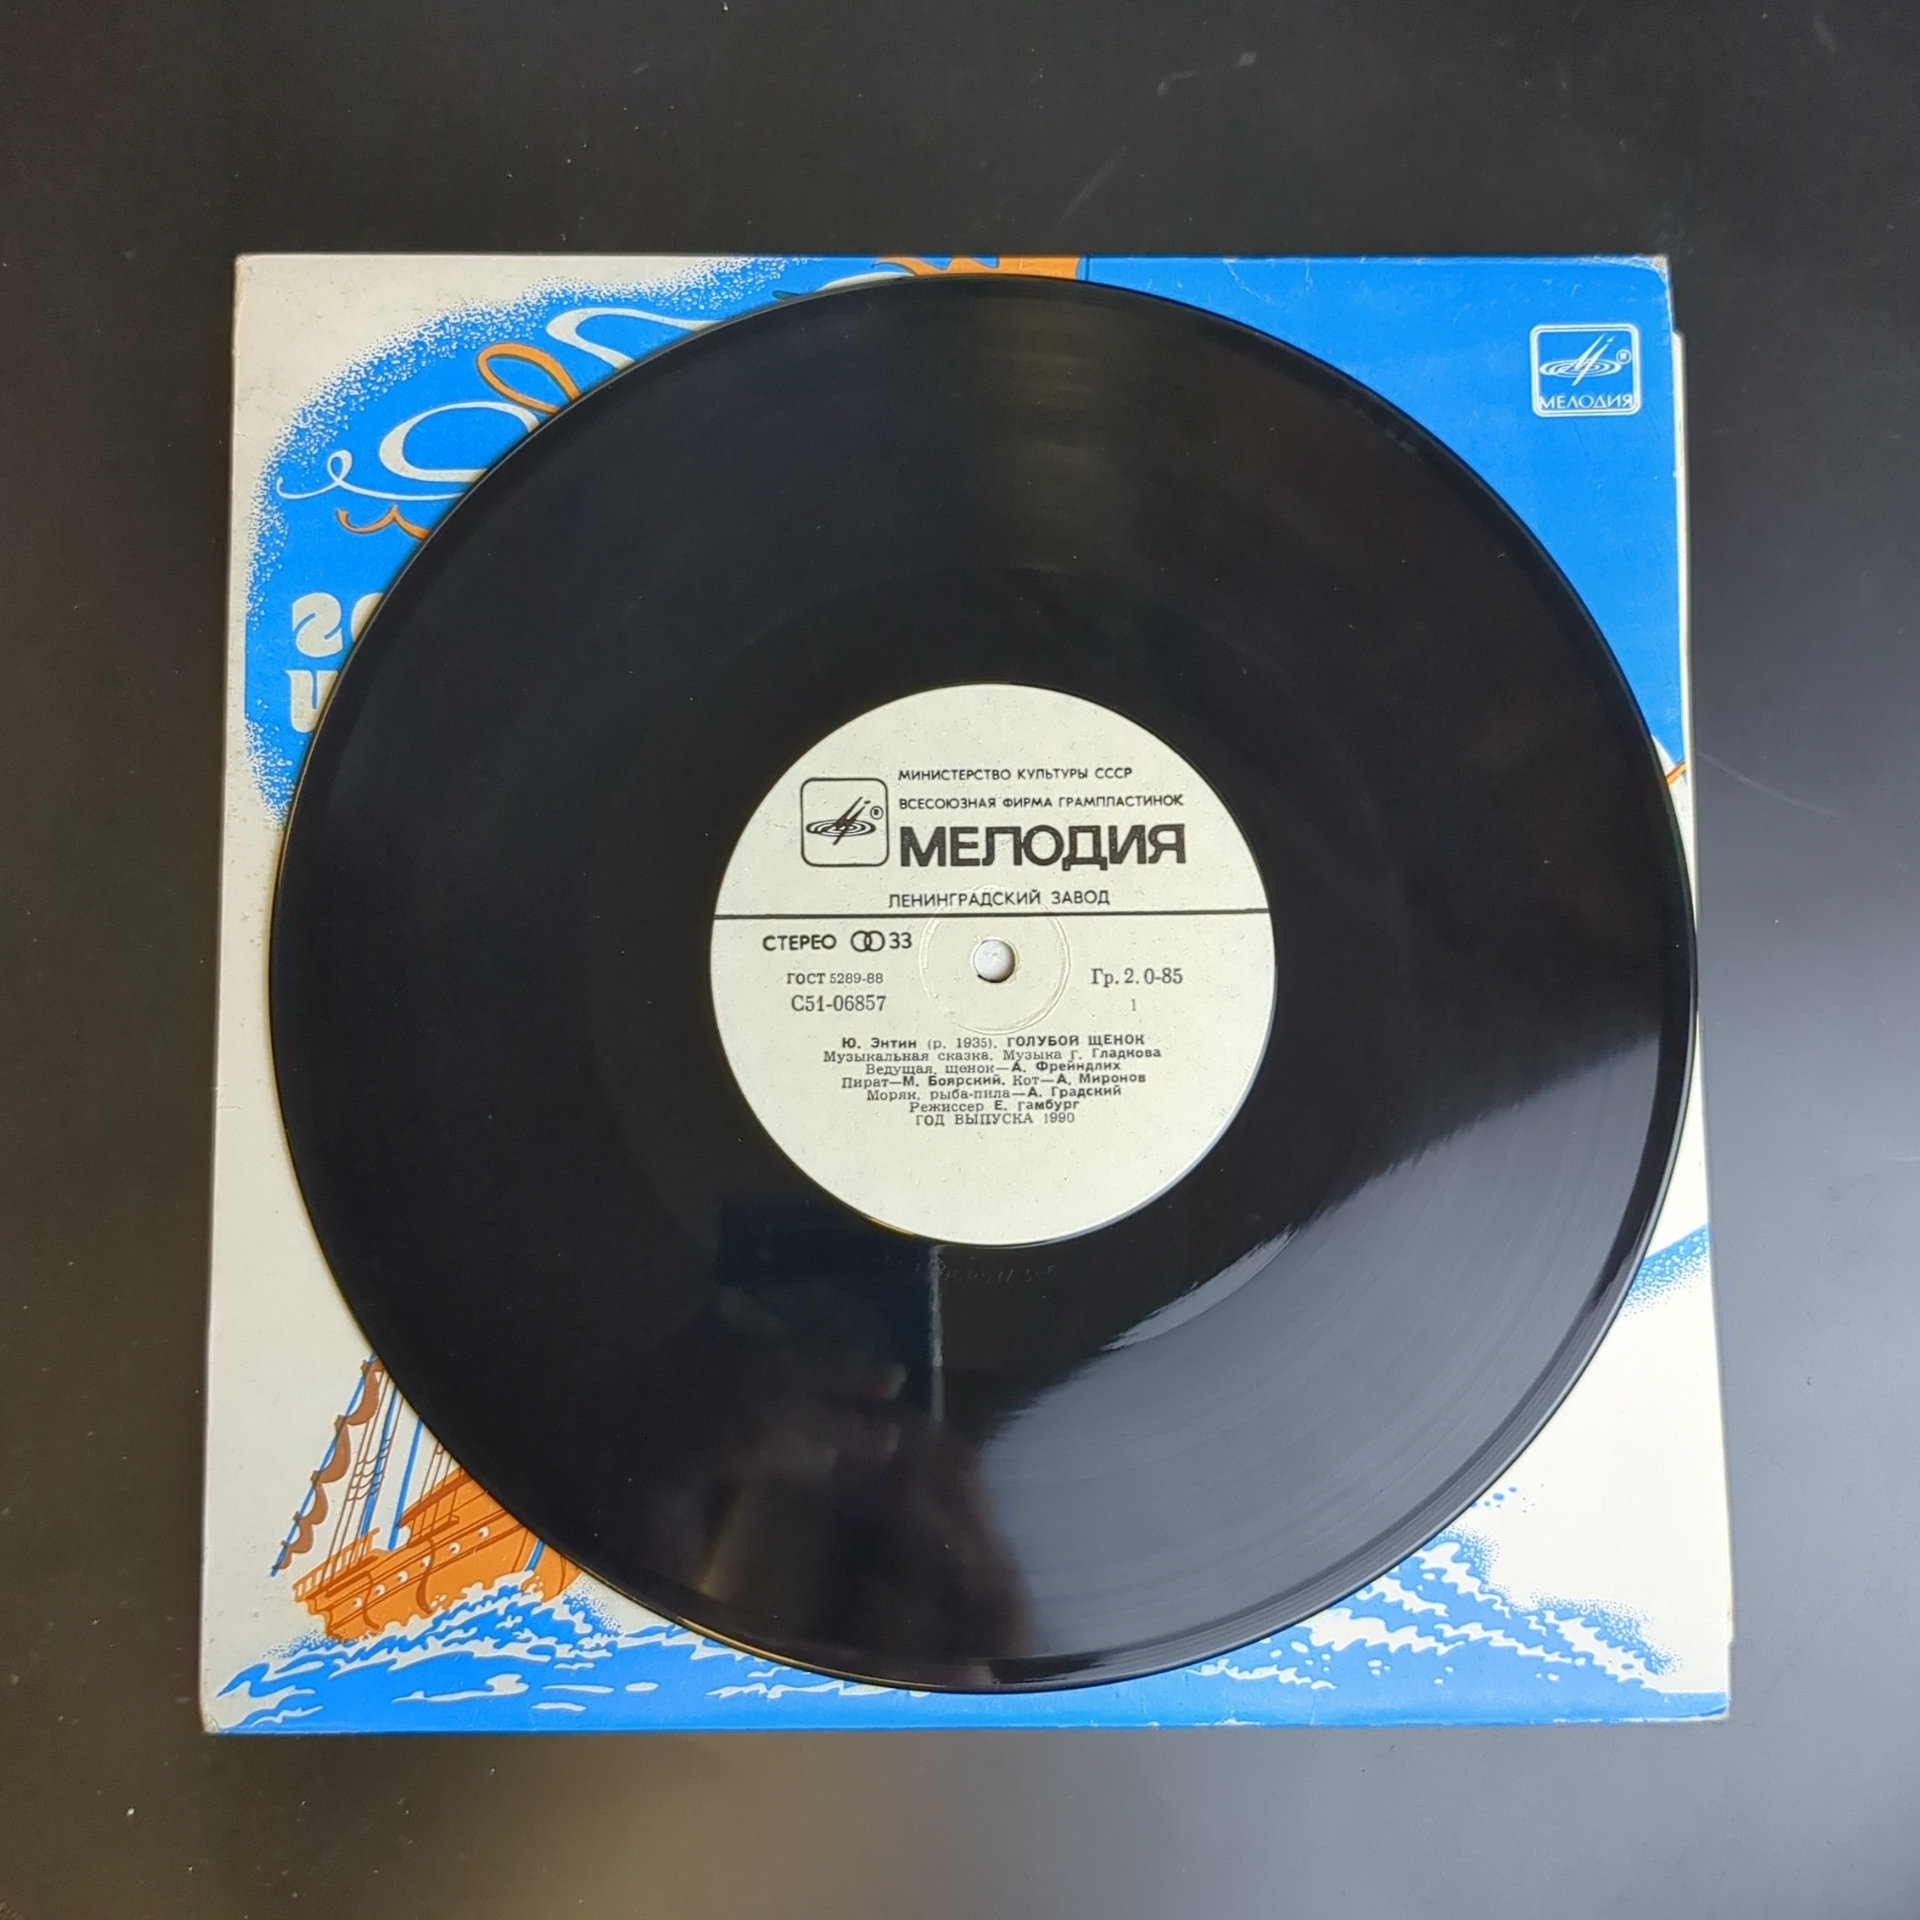 МЕЛОДИЯ
МИНИСТЕРСТВО КУЛЬТУРЫ СССР
ВСЕСОЮЗНАЯ ФИРМА ГРАМПЛАСТИНОК
МЕЛОДИЯ
ЛЕНИНГРАДСКИЙ ЗАВОД
СТЕРЕО 33
ГОСТ 5289-88
Гр. 2. 0-85
С51-06857
1
Ю. Энтин (р. 1935). ГОЛУБОЙ ЩЕНОК
Музыкальная сказка. Музыка Г. Гладкова
Ведущая, щенок—А. Фрейндлих
Пират—М. Боярский, Кот—А. Миронов
Моряк, рыба-пила—А. Градский
Режиссер Е. Гамбург
ГОД ВЫПУСКА 1990